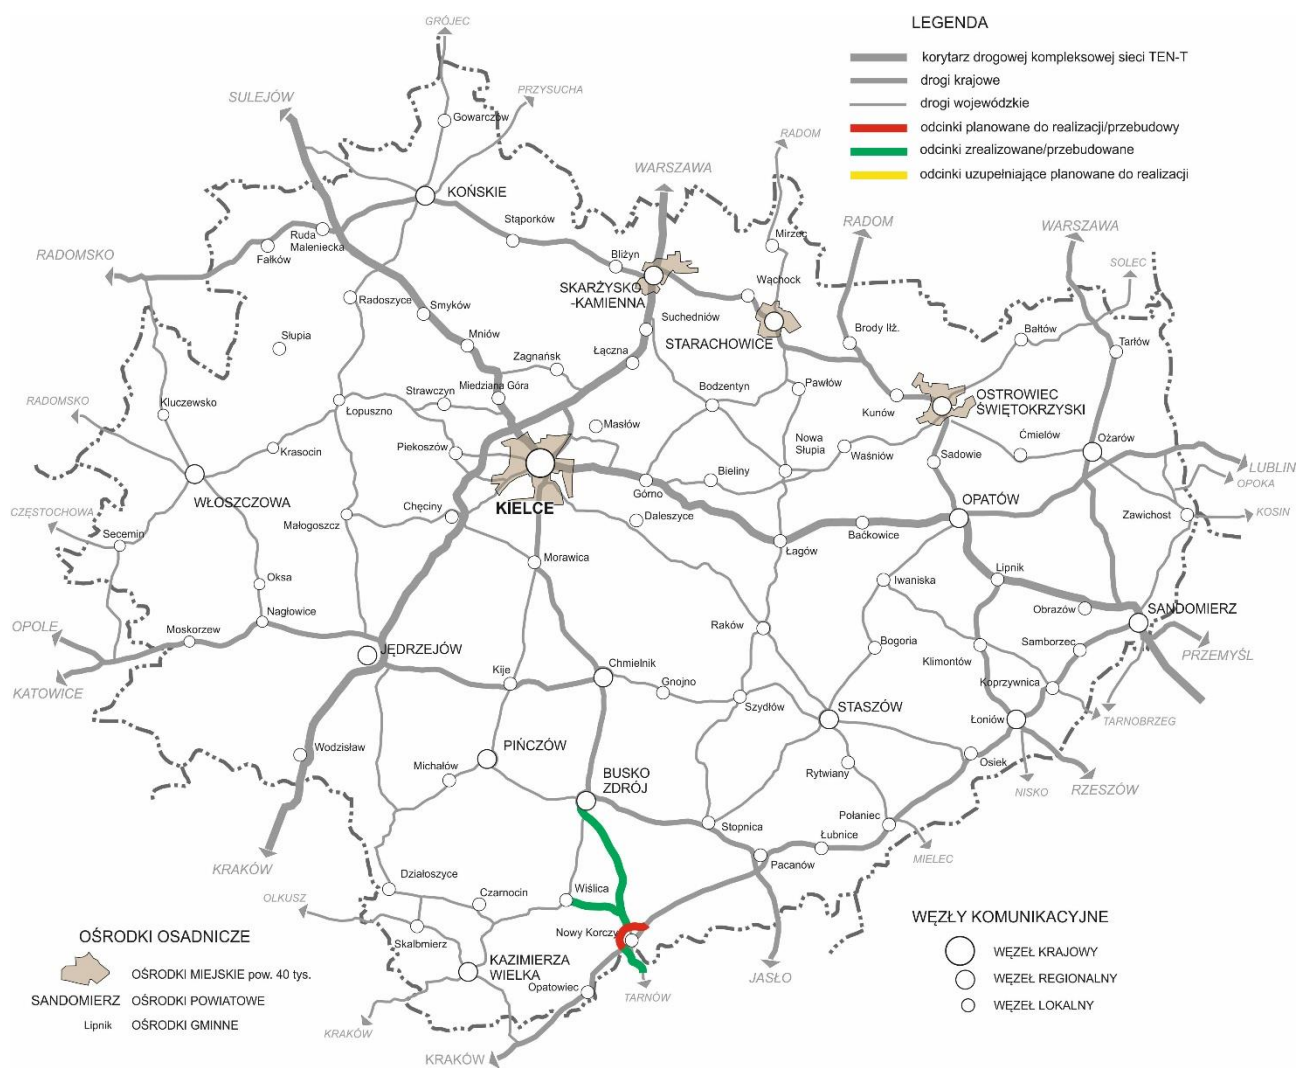 GRÓJEC
LEGENDA
korytarz drogowej kompleksowej sieci TEN-T
drogi krajowe
drogi wojewódzkie
odcinki planowane do realizacji/przebudowy
odcinki zrealizowane/przebudowane
odcinki uzupełniające planowane do realizacji
SULEJÓW
PRZYSUCHA
Gowarczów
RADOM
WARSZAWA
KOŃSKIE
Stąporków
RADOM
WARSZAWA
Mirzec
Ruda
Maleniecka
Fałków
RADOMSKO
Bliżyn
SOLEC
Wąchock
SKARŻYSKO
-KAMIENNA
Radoszyce
Smyków
Suchedniów
Brody Iłż.
Bałtów
Słupia
Mniów
STARACHOWICE
Tarłów
Zagnańsk
Łączna
Miedziana Góra
Strawczyn
Bodzentyn
Pawłów
OSTROWIEC
ŚWIĘTOKRZYSKI
RADOMSKO
Kluczewsko
Łopuszno
Kunów
Masłów
Piekoszów
Krasocin
Nowa
Słupia
Waśniów
Ćmielów
Ożarów
Sadowie
LUBLIN
Bieliny
OPOKA
WŁOSZCZOWA
KIELCE
Górno
OPATÓW
CZĘSTOCHOWA
Małogoszcz
Chęciny
Daleszyce
Zawichost
KOSIN
Secemin
Baćkowice
Łagów
Morawica
Oksa
Iwaniska
Lipnik
Nagłowice
Obrazów
SANDOMIERZ
OPOLE
Moskorzew
Raków
Bogoria
Klimontów
Samborzec
JĘDRZEJÓW
PRZEMYŚL
KATOWICE
Kije
Chmielnik
Gnojno
Koprzywnica
Szydłów
STASZÓW
Łoniów
TARNOBRZEG
Wodzisław
PIŃCZÓW
Michałów
BUSKO
ZDRÓJ
Rytwiany
Osiek
NISKO
RZESZÓW
Stopnica
Połaniec
Łubnice
KRAKÓW
Pacanów
MIELEC
Działoszyce
OLKUSZ
Czarnocin
Wiślica
OŚRODKI OSADNICZE
Skalbmierz
Nowy Korczy
WĘZŁY KOMUNIKACYJNE
WĘZEŁ KRAJOWY
KAZIMIERZA
WIELKA
OŚRODKI MIEJSKIE pow. 40 tys.
JASŁO
WĘZEŁ REGIONALNY
Opatowiec
TARNÓW
SANDOMIERZ OŚRODKI POWIATOWE
WĘZEŁ LOKALNY
Lipnik OŚRODKI GMINNE
KRAKÓW
KRAKÓW